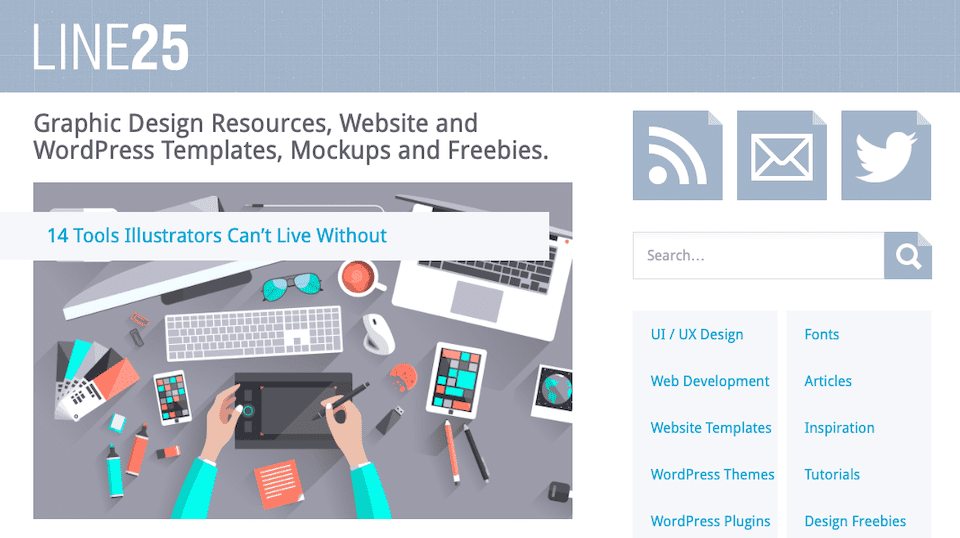 LINE25
Graphic Design Resources, Website and
WordPress Templates, Mockups and Freebies.
14 Tools Illustrators Can't Live Without
Search...
UI / UX Design
Web Development
Website Templates
WordPress Themes
WordPress Plugins
Fonts
Articles
Inspiration
Tutorials
Design Freebies